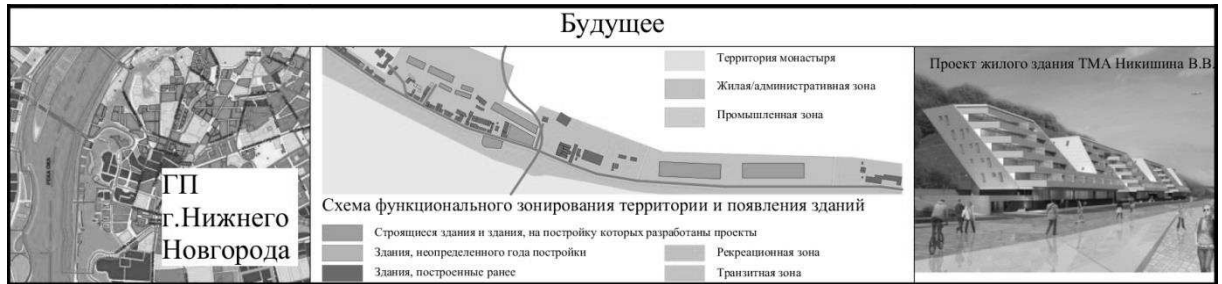 Будущее
ГП
г.Нижнего
Новгорода
Территория монастыря
Жилая/административная зона
Промышленная зона
Схема функционального зонирования территории и появления зданий
Строящиеся здания и здания, на постройку которых разработаны проекты
Здания, неопределенного года постройки
Здания, построенные ранее
Рекреационная зона
Транзитная зона
Проект жилого здания ТМА Никишина В.В.